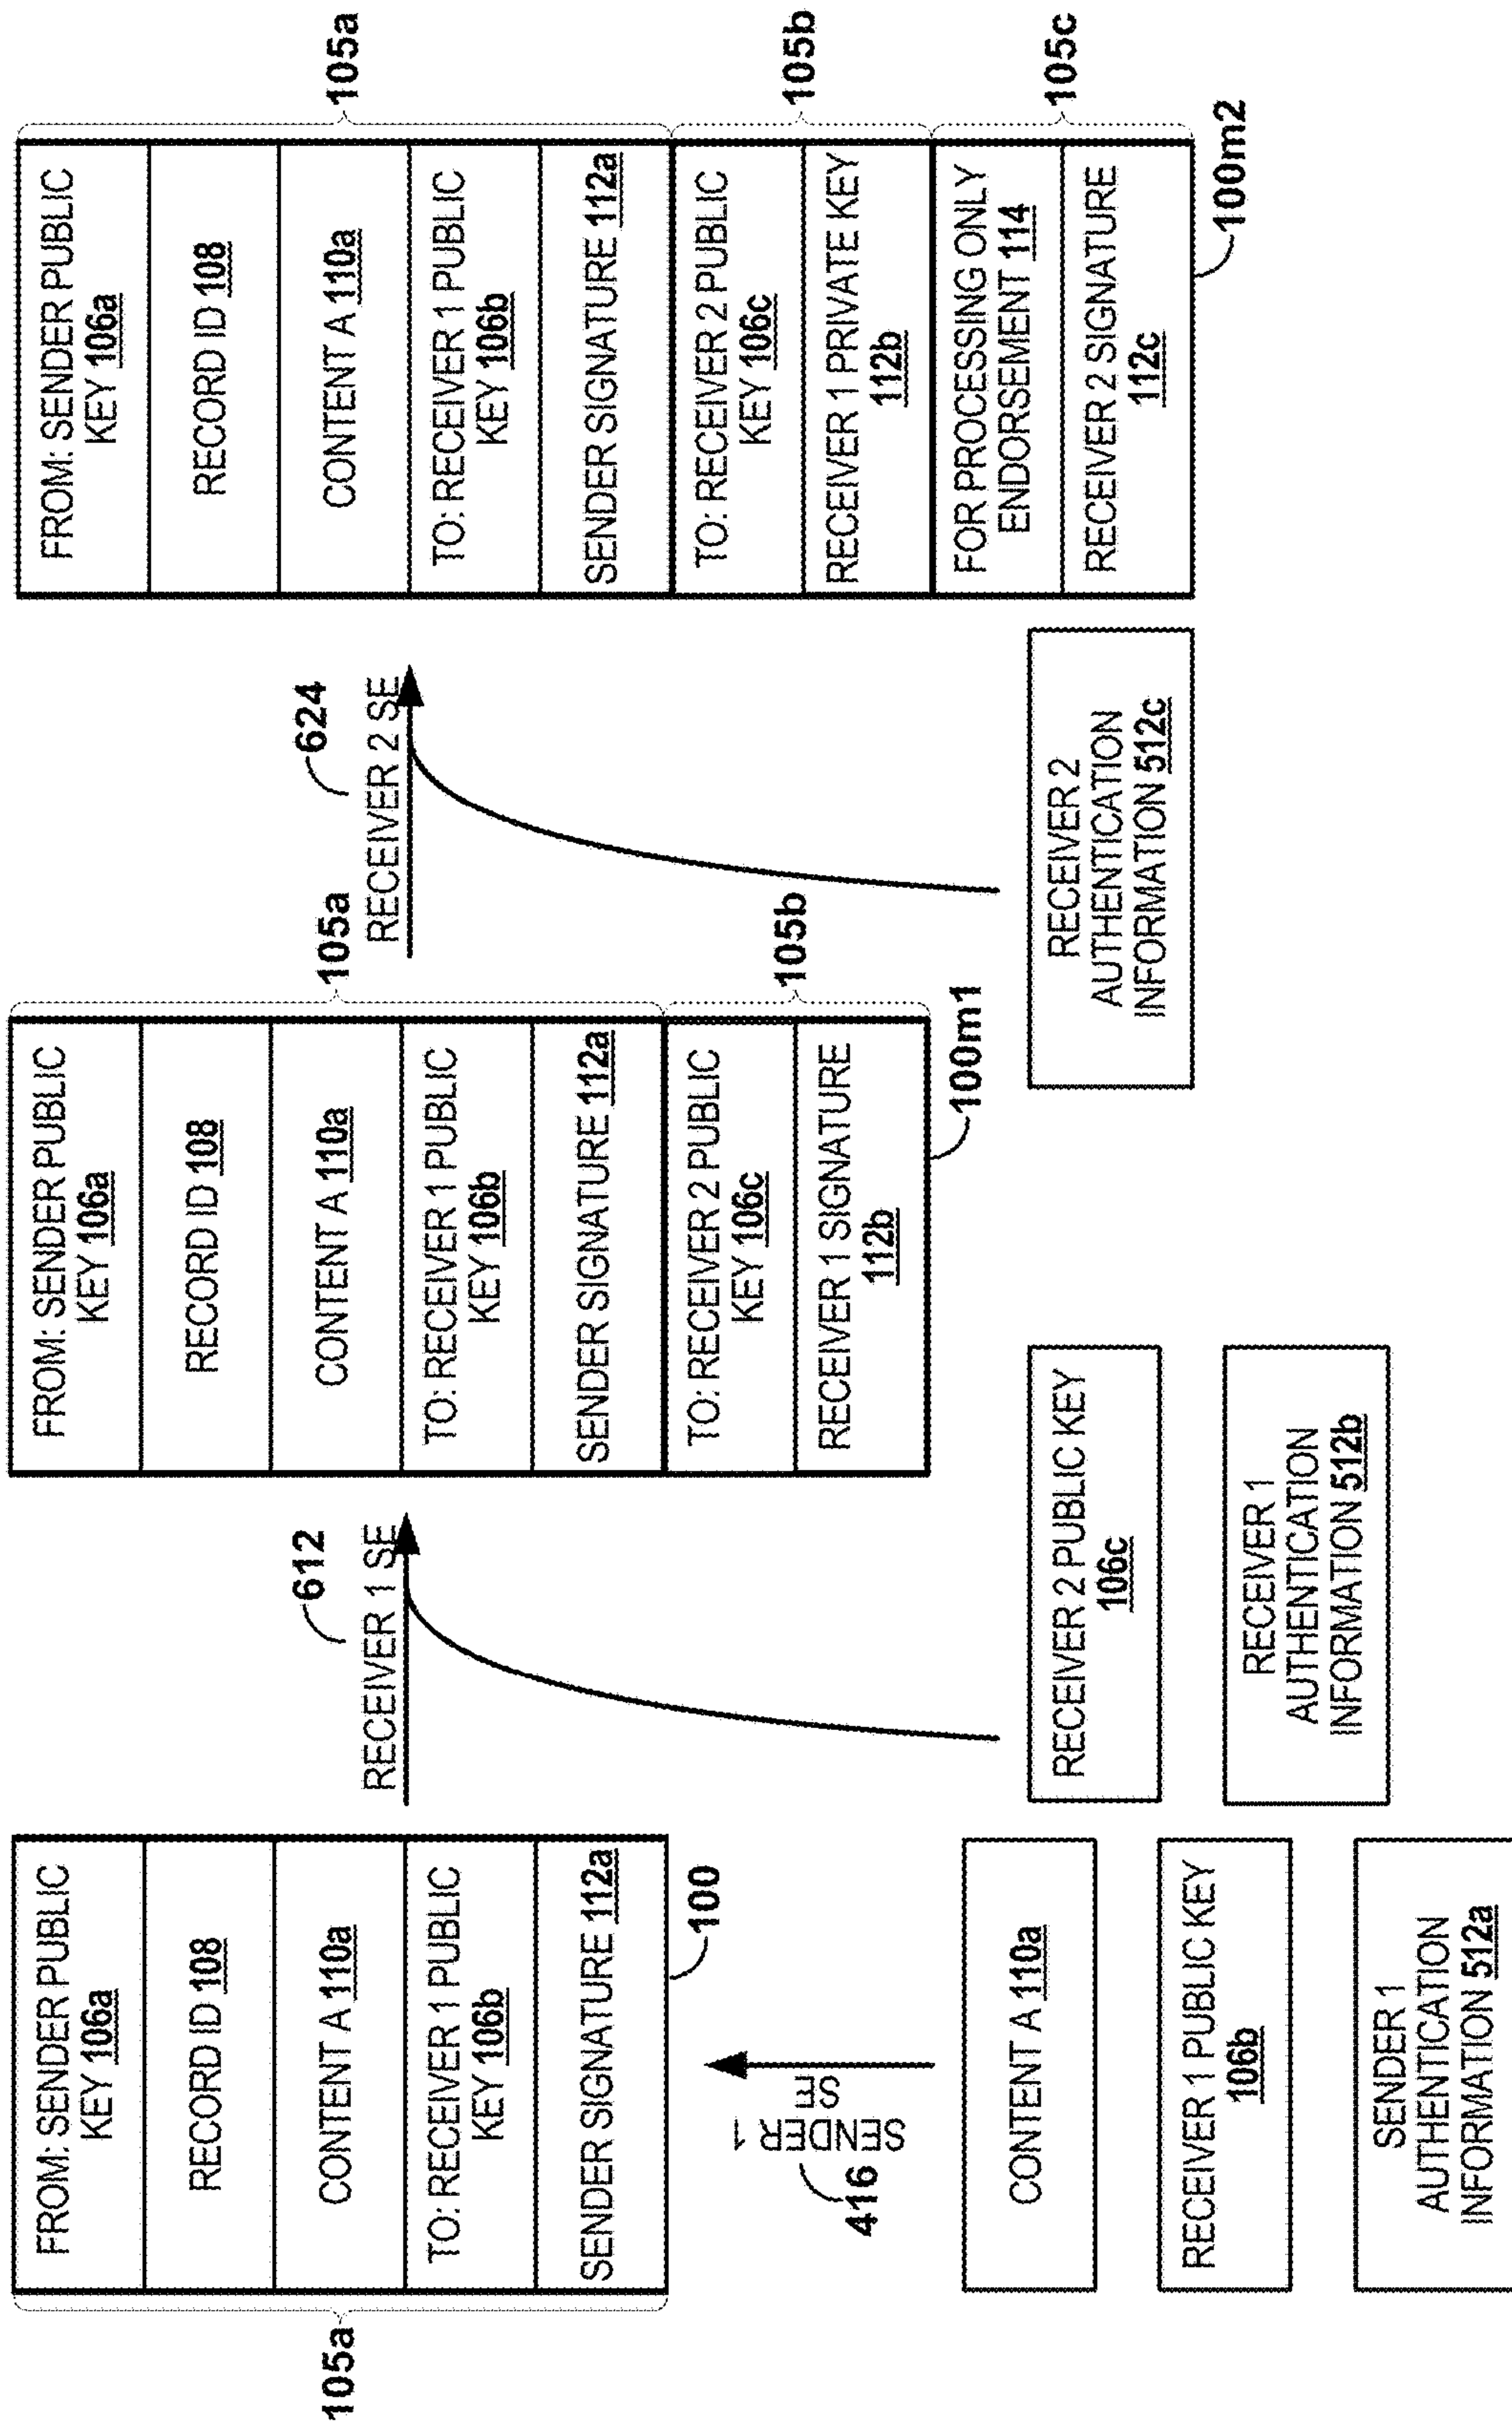 105a
FROM: SENDER PUBLIC
KEY 106a
RECORD ID 108
CONTENT A 110a
TO: RECEIVER 1 PUBLIC
KEY 106b
SENDER SIGNATURE 112a
100
416
SENDER 1
SE
CONTENT A 110a
RECEIVER 1 PUBLIC KEY
106b
SENDER 1
AUTHENTICATION
INFORMATION 512a
612
RECEIVER 1 SE
RECEIVER 2 PUBLIC KEY
106c
RECEIVER 1
AUTHENTICATION
INFORMATION 512b
FROM: SENDER PUBLIC
KEY 106a
RECORD ID 108
CONTENT A 110a
TO: RECEIVER 1 PUBLIC
KEY 106b
SENDER SIGNATURE 112a
TO: RECEIVER 2 PUBLIC
KEY 106c
RECEIVER 1 SIGNATURE
112b
105a
105b
100m1
624
RECEIVER 2 SE
RECEIVER 2
AUTHENTICATION
INFORMATION 512c
FROM: SENDER PUBLIC
KEY 106a
RECORD ID 108
CONTENT A 110a
TO: RECEIVER 1 PUBLIC
KEY 106b
SENDER SIGNATURE 112a
TO: RECEIVER 2 PUBLIC
KEY 106c
RECEIVER 1 PRIVATE KEY
112b
FOR PROCESSING ONLY
ENDORSEMENT 114
RECEIVER 2 SIGNATURE
112c
105a
105b
105c
100m2